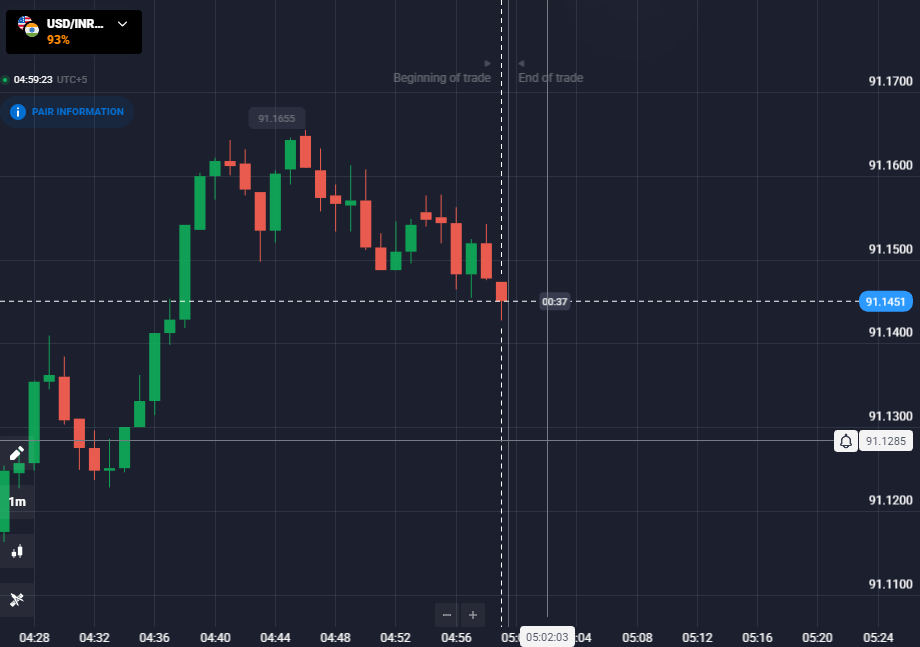 USD/INR...
93%
04:59:23 UTC+5
PAIR INFORMATION
Beginning of trade
End of trade
91.1700
91.1655
91.1600
91.1500
00:37
91.1451
91.1400
91.1300
91.1285
91.1200
1m
91.1100
04:28 04:32 04:36 04:40 04:44 04:48 04:52 04:56 05:02:03 :04 05:08 05:12 05:16 05:20 05:24